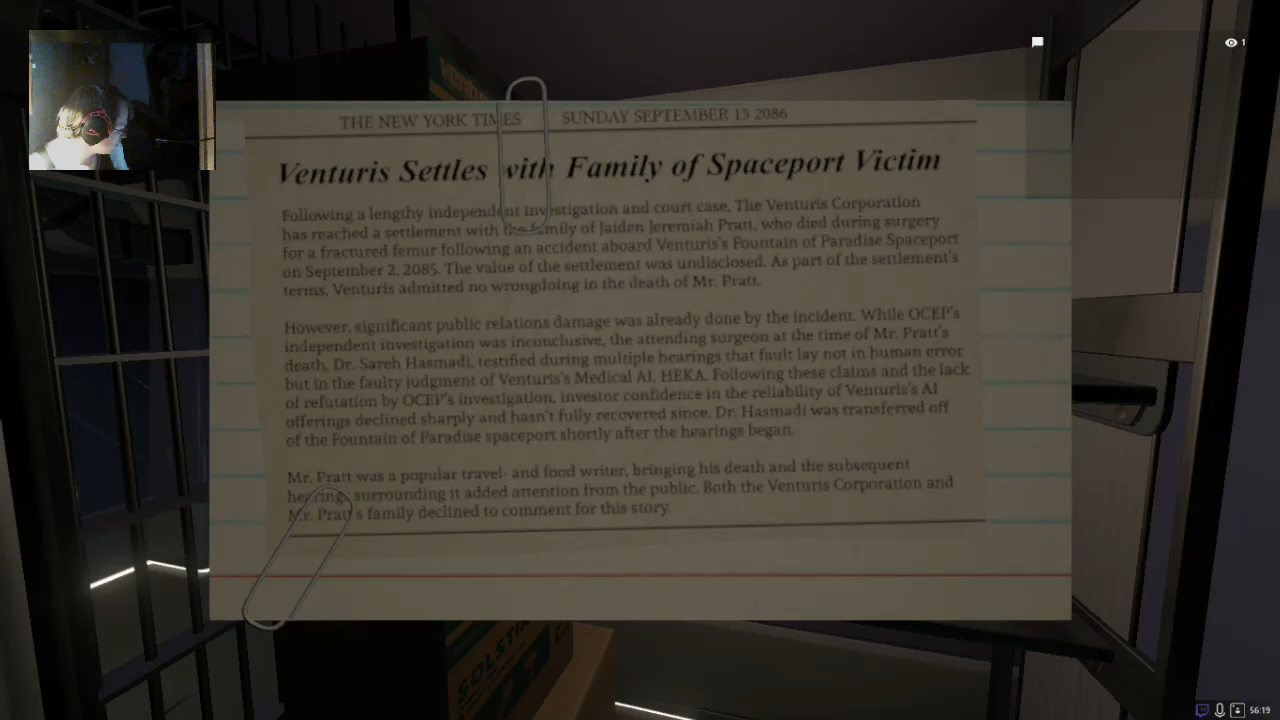 1
THE NEW YORK TIMES SUNDAY SEPTEMBER 15 2086
Venturis Settles with Family of Spaceport Victim
Following a lengthy independent investigation and court case, The Venturis Corporation
has reached a settlement with the family of Jaiden Jeremiah Pratt, who died during surgery
for a fractured femur following an accident aboard Venturis's Fountain of Paradise Spaceport
on September 2, 2085. The value of the settlement was undisclosed. As part of the settlement's
terms, Venturis admitted no wrongdoing in the death of Mr. Pratt.
However, significant public relations damage was already done by the incident. While OCEP's
independent investigation was inconclusive, the attending surgeon at the time of Mr. Pratt's
death, Dr. Sareh Hasmadi, testified during multiple hearings that fault lay not in human error
but in the faulty judgment of Venturis's Medical AI, HEKA. Following these claims and the lack
of refutation by OCEP's investigation, investor confidence in the reliability of Venturis's AI
offerings declined sharply and hasn't fully recovered since. Dr. Hasmadi was transferred off
of the Fountain of Paradise spaceport shortly after the hearings began.
Mr. Pratt was a popular travel- and food writer, bringing his death and the subsequent
hearings surrounding it added attention from the public. Both the Venturis Corporation and
Mr. Pratt's family declined to comment for this story.
56:19